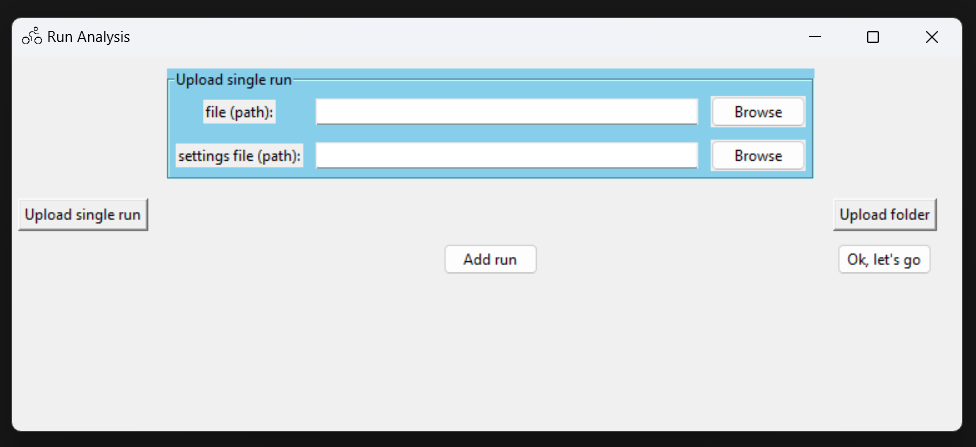 Run Analysis
Upload single run
file (path):
Browse
settings file (path):
Browse
Upload single run
Upload folder
Add run
Ok, let's go